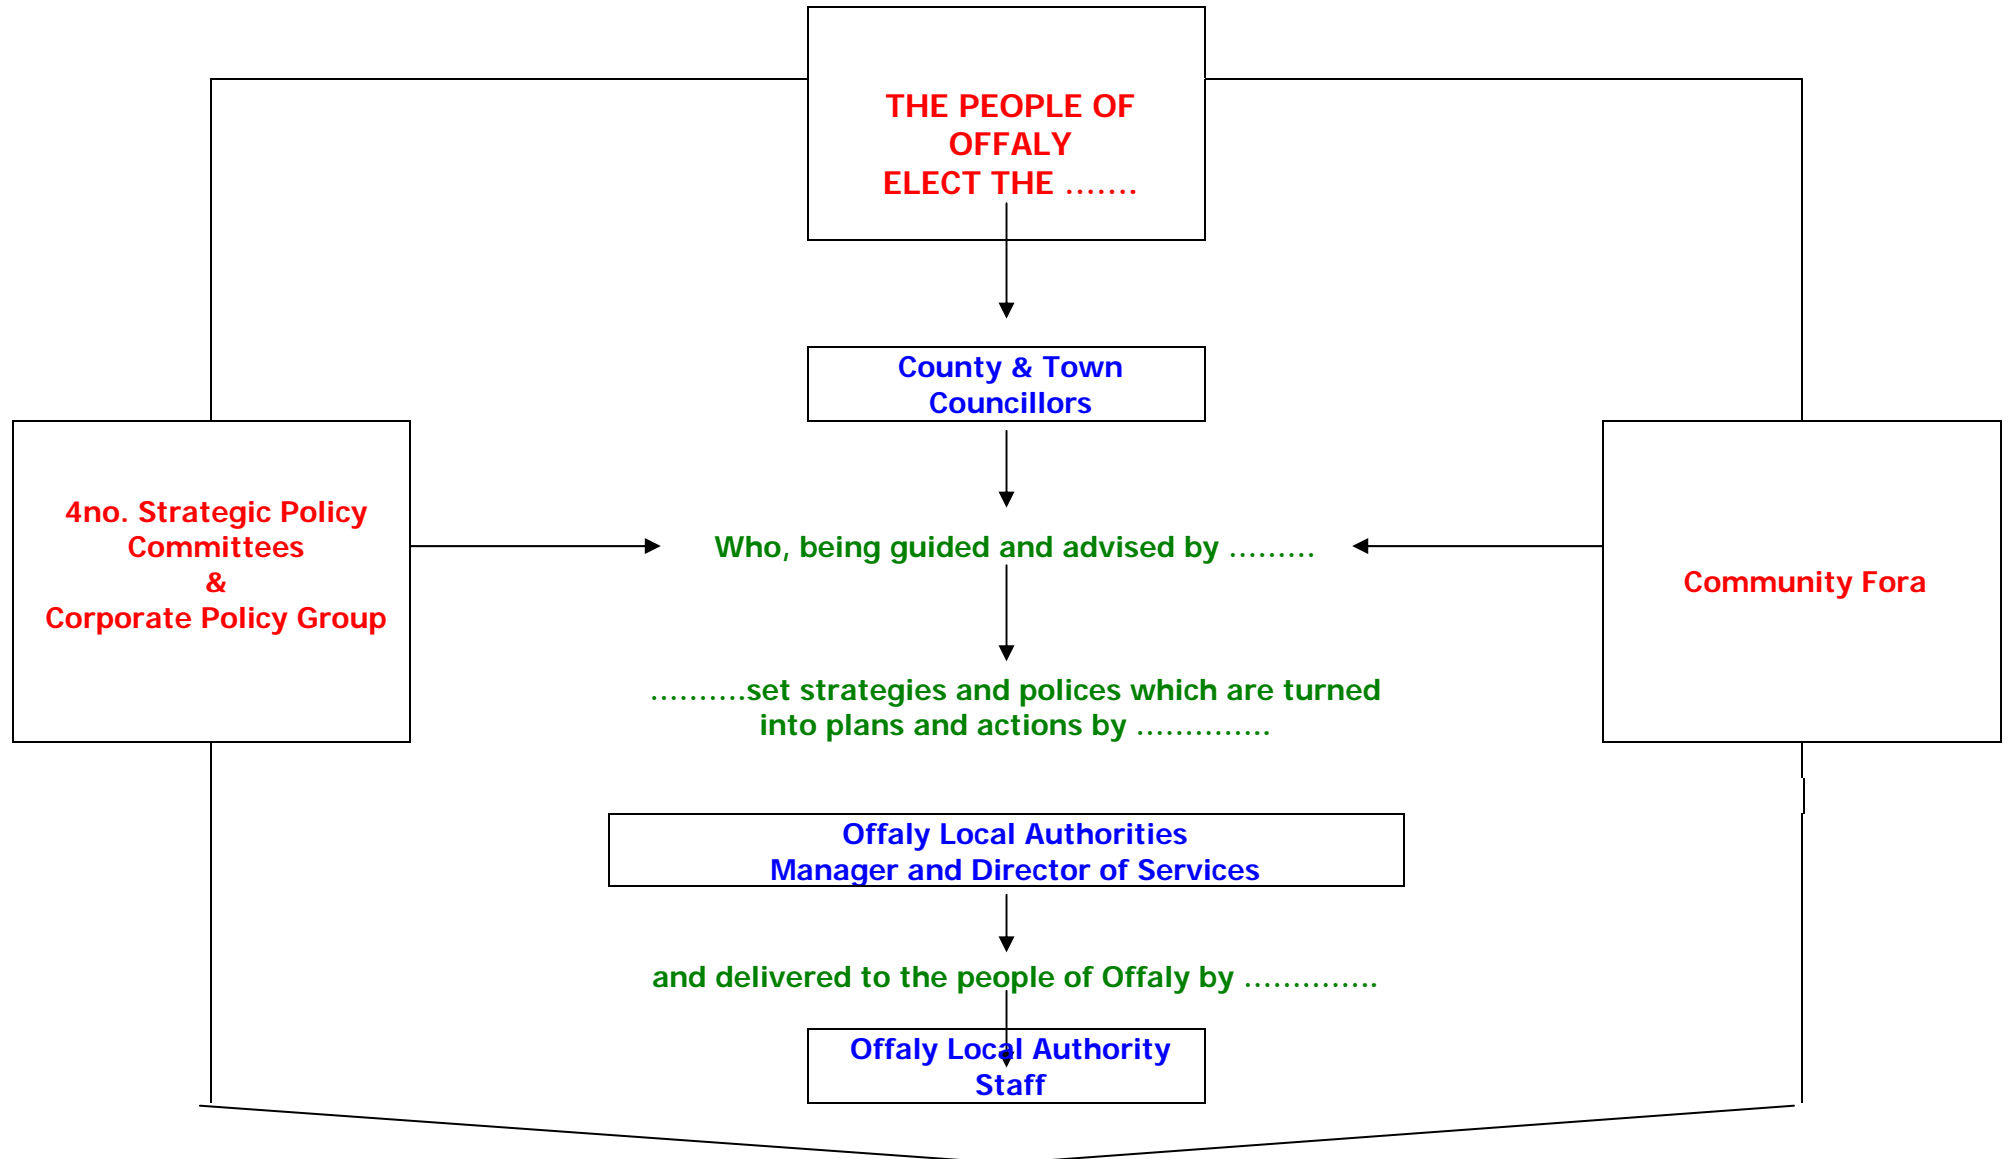 THE PEOPLE OF
OFFALY
ELECT THE .......
County & Town
Councillors
4no. Strategic Policy
Committees
&
Corporate Policy Group
Who, being guided and advised by .........
Community Fora
..........set strategies and polices which are turned
into plans and actions by ..............
Offaly Local Authorities
Manager and Director of Services
and delivered to the people of Offaly by ..............
Offaly Local Authority
Staff